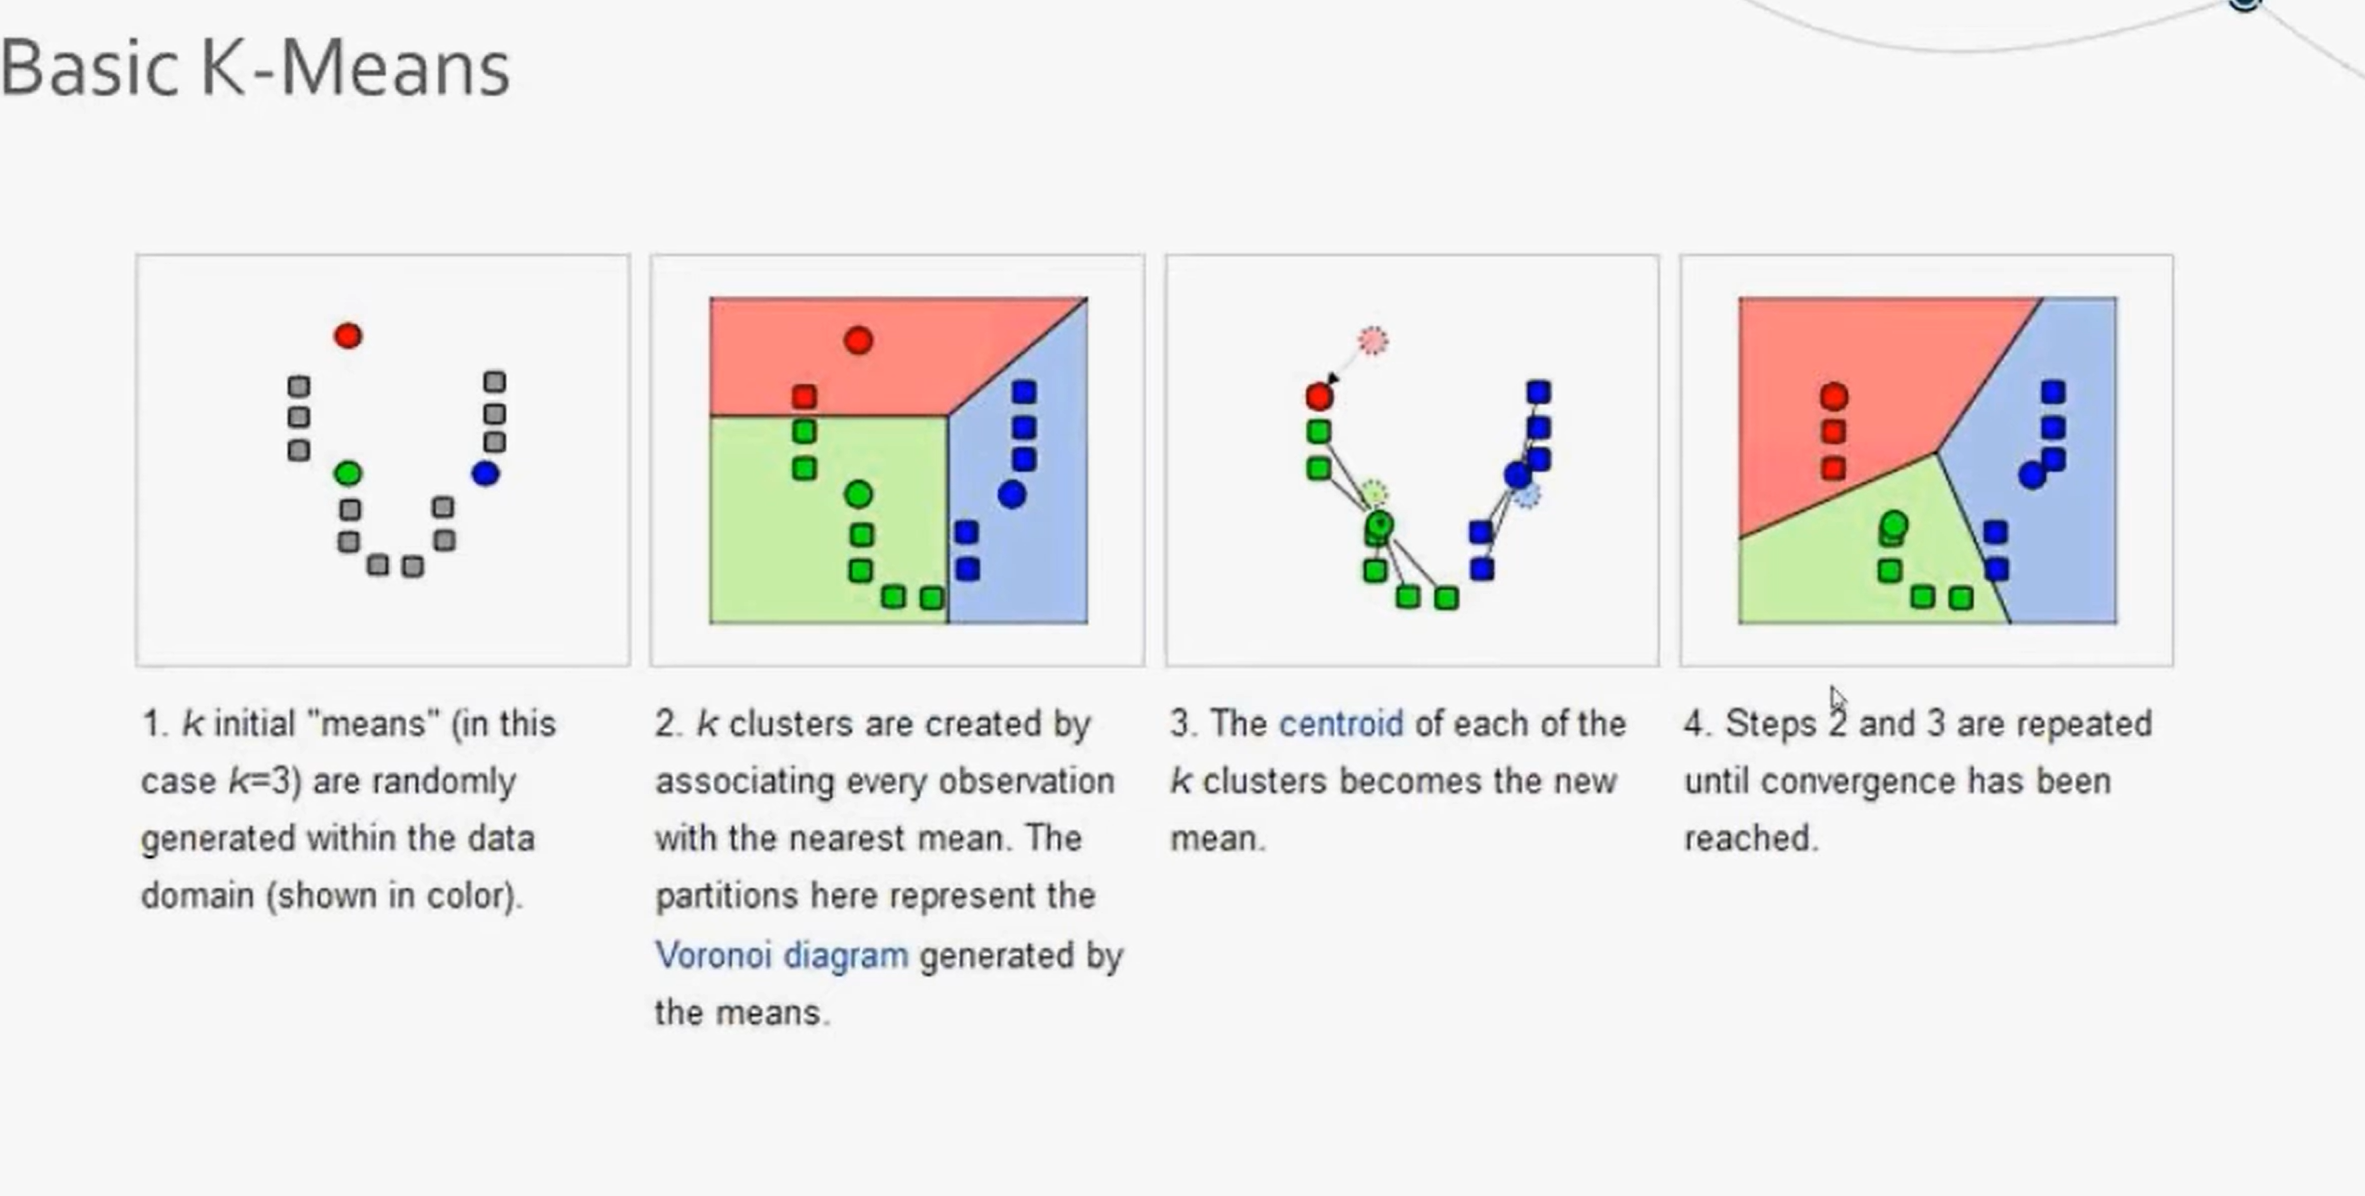 Basic K-Means
1. k initial "means" (in this
case k=3) are randomly
generated within the data
domain (shown in color).
2. k clusters are created by
associating every observation
with the nearest mean. The
partitions here represent the
Voronoi diagram generated by
the means.
3. The centroid of each of the
k clusters becomes the new
mean.
4. Steps 2 and 3 are repeated
until convergence has been
reached.